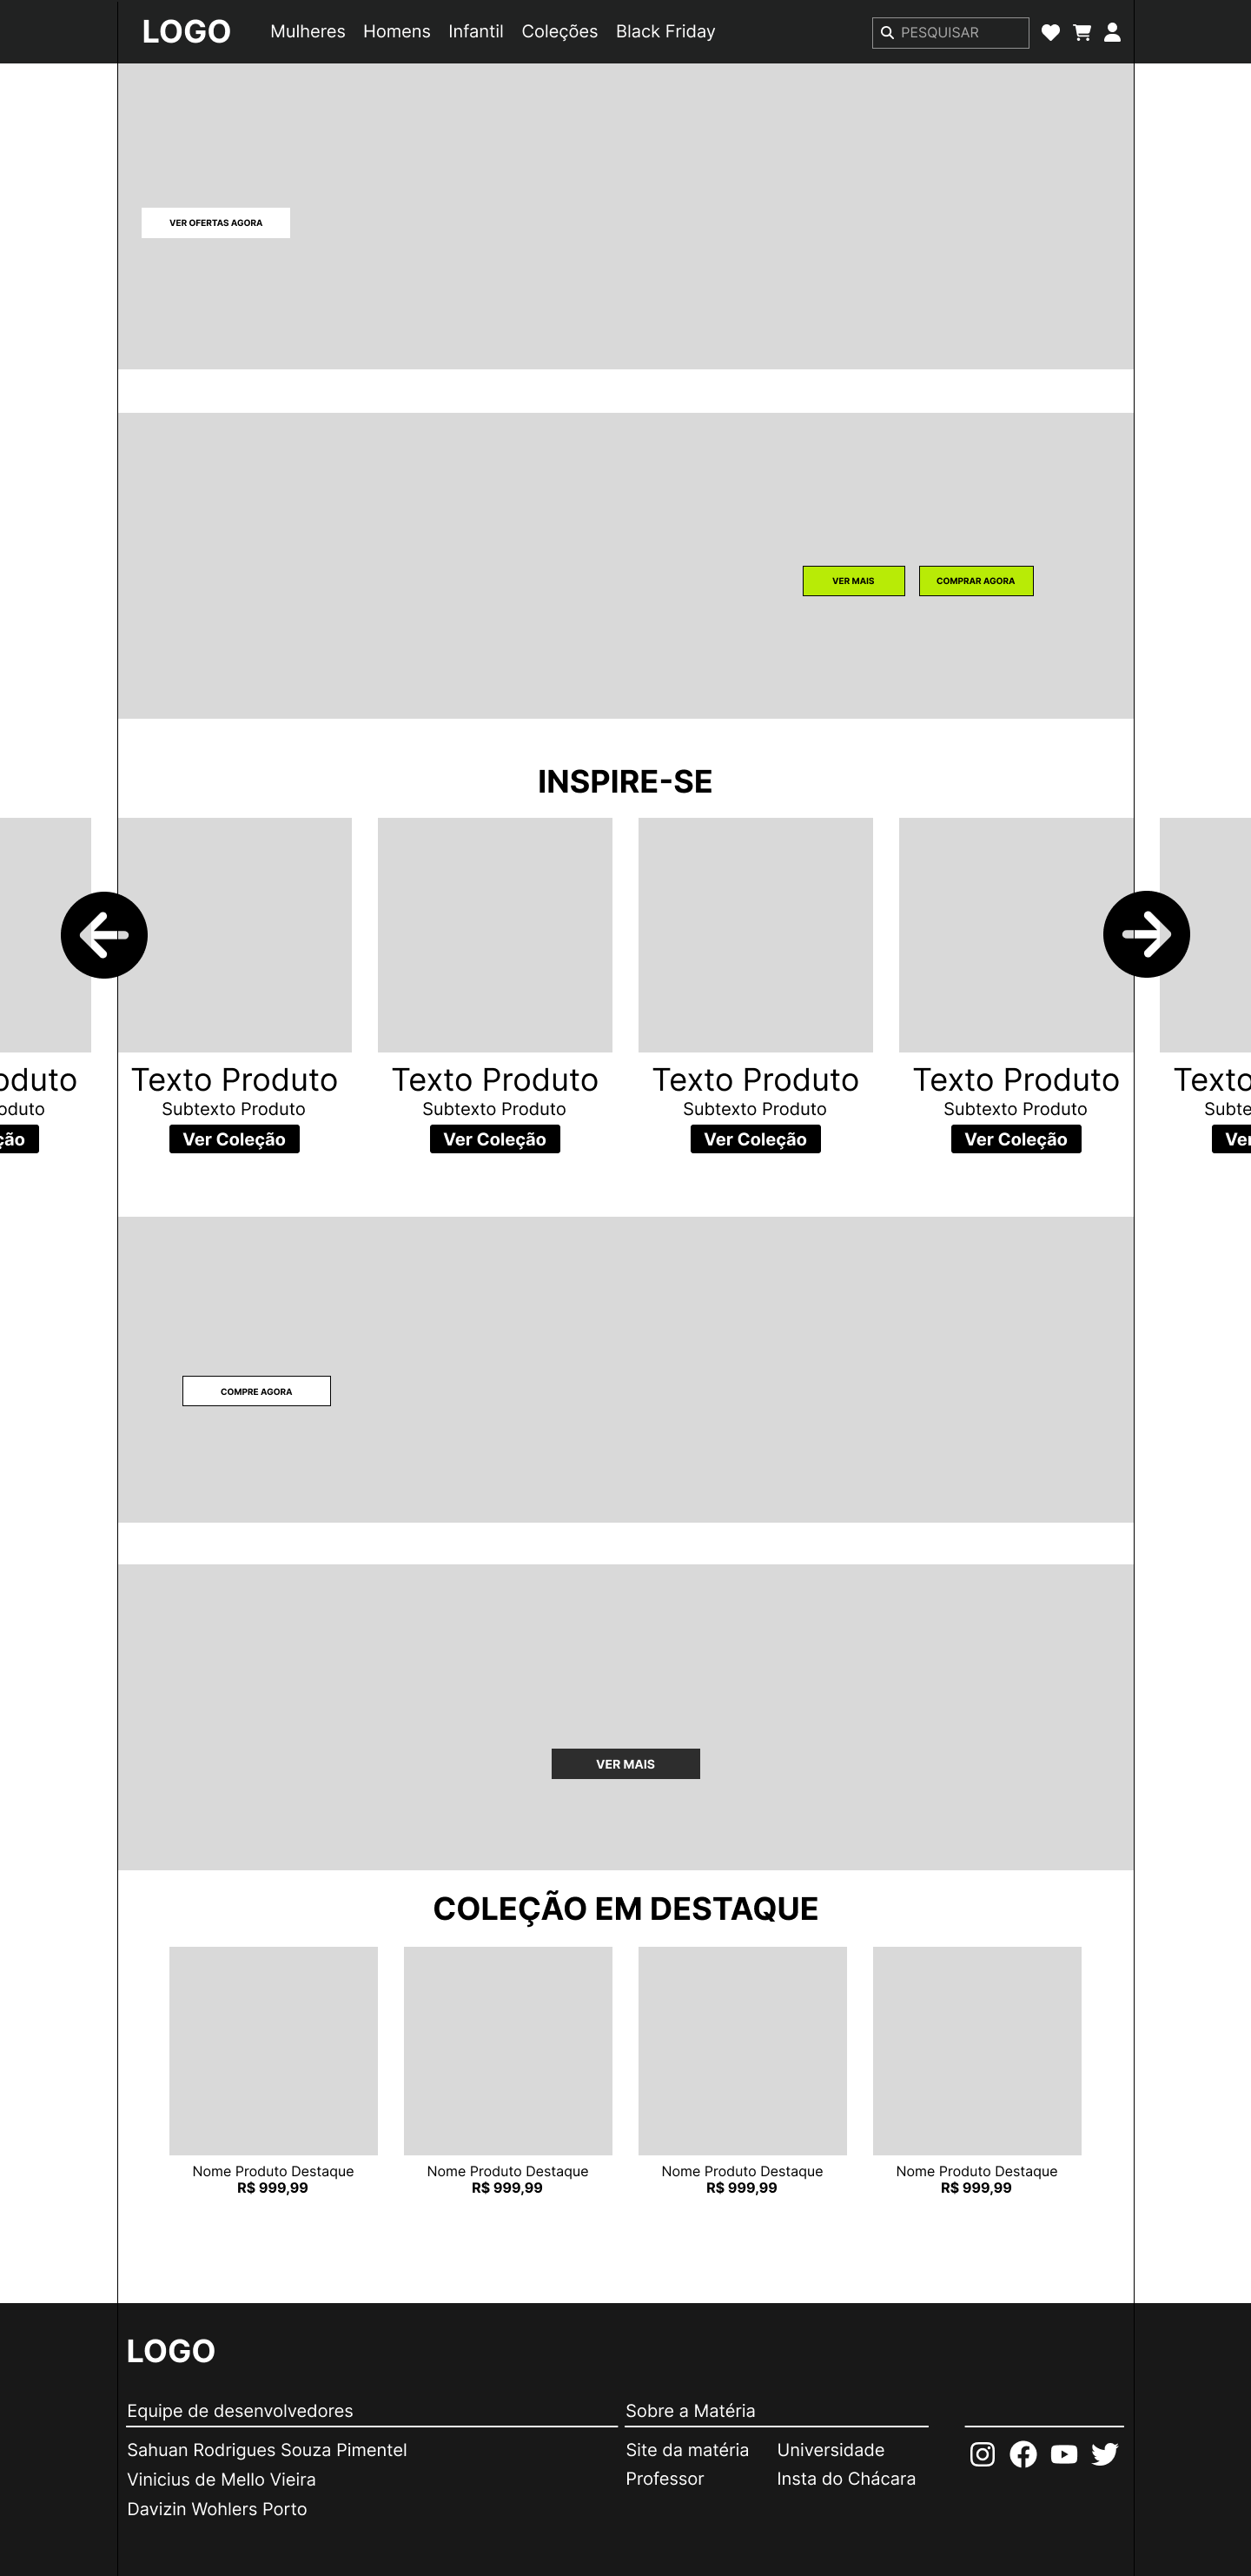 LOGO Mulheres Homens Infantil Coleções Black Friday PESQUISAR
VER OFERTAS AGORA
VER MAIS COMPRAR AGORA
INSPIRE-SE
oduto Texto Produto Texto Produto Texto Produto Texto Produto Texto
oduto Subtexto Produto Subtexto Produto Subtexto Produto Subtexto Produto Subte
ção Ver Coleção Ver Coleção Ver Coleção Ver Coleção Ver
COMPRE AGORA
VER MAIS
COLEÇÃO EM DESTAQUE
Nome Produto Destaque Nome Produto Destaque Nome Produto Destaque Nome Produto Destaque
R$ 999,99 R$ 999,99 R$ 999,99 R$ 999,99
LOGO
Equipe de desenvolvedores Sobre a Matéria
Sahuan Rodrigues Souza Pimentel Site da matéria Universidade
Vinicius de Mello Vieira Professor Insta do Chácara
Davizin Wohlers Porto